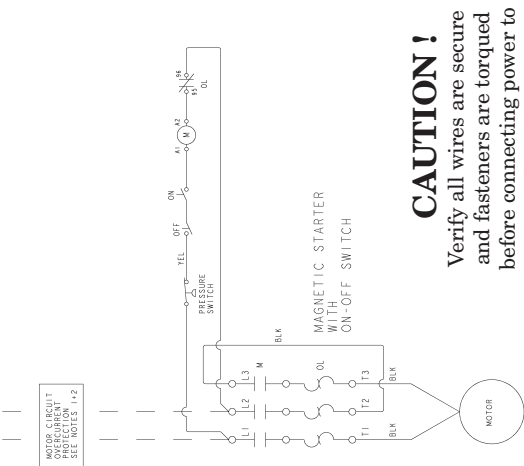 MOTOR CIRCUIT
OVERCURRENT
PROTECTION
SEE NOTES 1+2
L1
L2
L3
M
OL
T1
T2
T3
BLK
BLK
BLK
MOTOR
PRESSURE
SWITCH
YEL
OFF
ON
A1
M
A2
95
96
OL
MAGNETIC STARTER
WITH
ON-OFF SWITCH
CAUTION !
Verify all wires are secure
and fasteners are torqued
before connecting power to